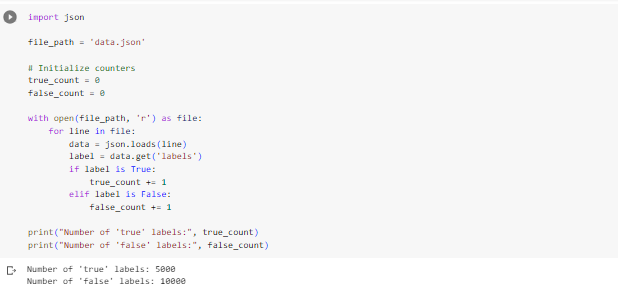 import json
file_path = 'data.json'
# Initialize counters
true_count = 0
false_count = 0
with open(file_path, 'r') as file:
for line in file:
data = json.loads(line)
label = data.get('labels')
if label is True:
true_count += 1
elif label is False:
false_count += 1
print("Number of 'true' labels:", true_count)
print("Number of 'false' labels:", false_count)
Number of 'true' labels: 5000
Number of 'false' labels: 10000